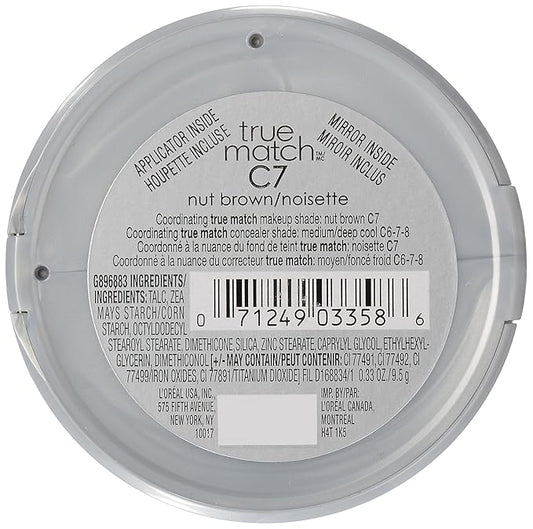 APPLICATOR INSIDE
HOUPETTE INCLUSE
true
match™
C7
MIRROR INSIDE
MIROIR INCLUS
nut brown/noisette
Coordinating true match makeup shade: nut brown C7
Coordinating true match concealer shade: medium/deep cool C6-7-8
Coordonné à la nuance du fond de teint true match: noisette C7
Coordonné à la nuance du correcteur true match: moyen/foncé froid C6-7-8
G896883 INGREDIENTS/
INGRÉDIENTS: TALC, ZEA
MAYS STARCH/CORN
STARCH, OCTYLDODECYL
0 71249 03358 6
STEAROYL STEARATE, DIMETHICONE, SILICA, ZINC STEARATE, CAPRYLYL GLYCOL, ETHYLHEXYL-
GLYCERIN, DIMETHICONOL [+/- MAY CONTAIN/PEUT CONTENIR: CI 77491, CI 77492, CI
77499/IRON OXIDES, CI 77891/TITANIUM DIOXIDE] FIL D168834/1 0.33 OZ./9.5 g
L'ORÉAL USA, INC.,
575 FIFTH AVENUE,
NEW YORK, NY
10017
IMP. BY/PAR:
L'ORÉAL CANADA,
MONTRÉAL
H4T 1K5